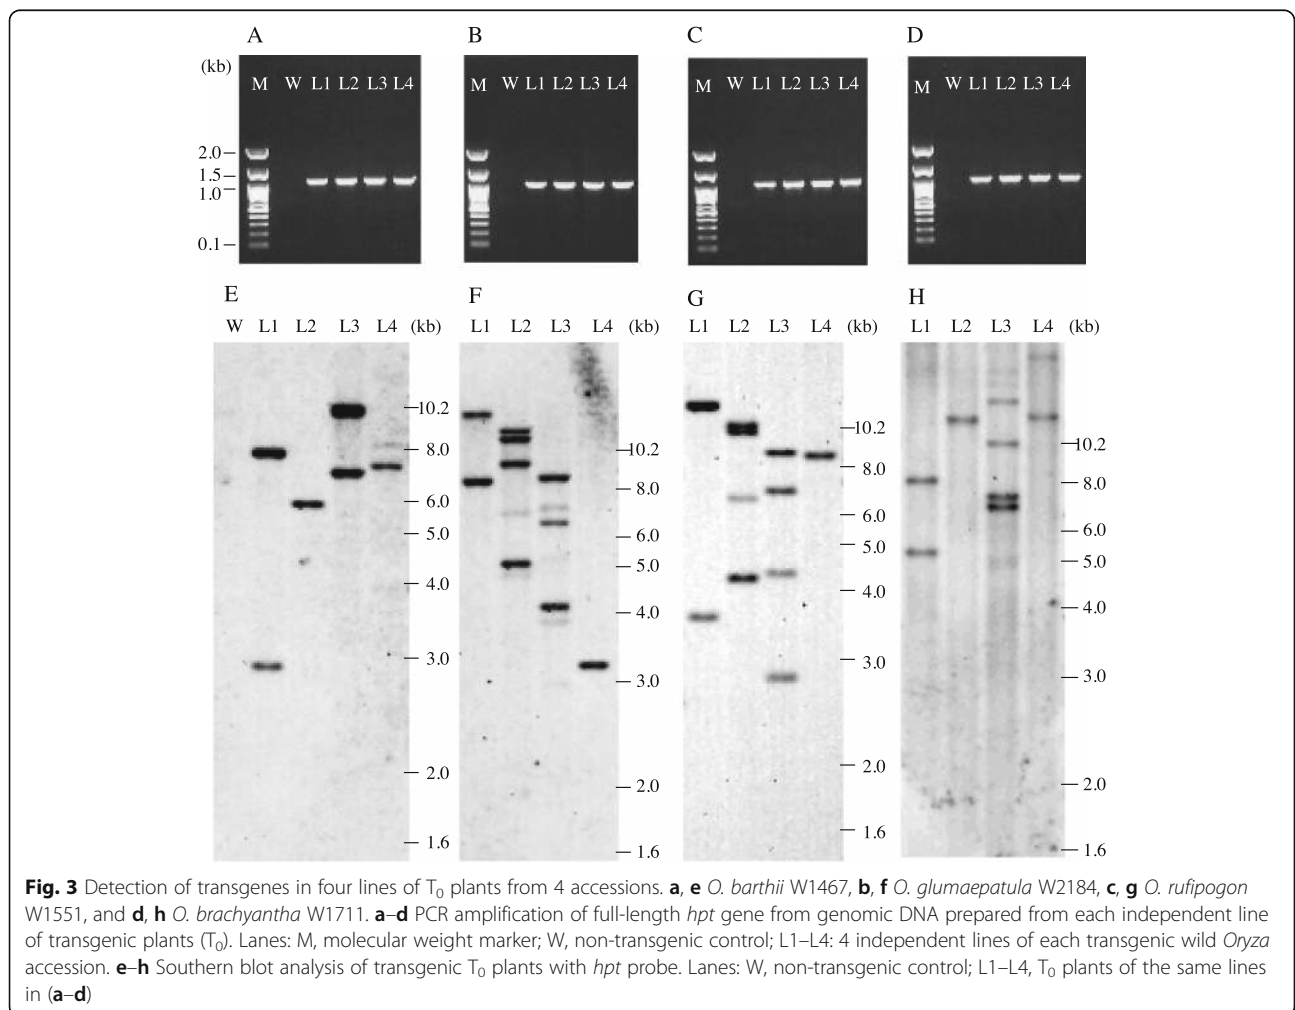 A B C D
(kb)
M W L1 L2 L3 L4 M W L1 L2 L3 L4 M W L1 L2 L3 L4 M W L1 L2 L3 L4
2.0
1.5
1.0
0.1
E F G H
W L1 L2 L3 L4 (kb) L1 L2 L3 L4 (kb) L1 L2 L3 L4 (kb) L1 L2 L3 L4 (kb)
10.2 10.2 10.2 10.2
8.0 8.0 8.0 8.0
6.0 6.0 6.0 6.0
5.0 5.0 5.0 5.0
4.0 4.0 4.0 4.0
3.0 3.0 3.0 3.0
2.0 2.0 2.0 2.0
1.6 1.6 1.6 1.6
Fig. 3 Detection of transgenes in four lines of T0 plants from 4 accessions. a, e O. barthii W1467, b, f O. glumaepatula W2184, c, g O. rufipogon
W1551, and d, h O. brachyantha W1711. a–d PCR amplification of full-length hpt gene from genomic DNA prepared from each independent line
of transgenic plants (T0). Lanes: M, molecular weight marker; W, non-transgenic control; L1–L4: 4 independent lines of each transgenic wild Oryza
accession. e–h Southern blot analysis of transgenic T0 plants with hpt probe. Lanes: W, non-transgenic control; L1–L4, T0 plants of the same lines
in (a–d)